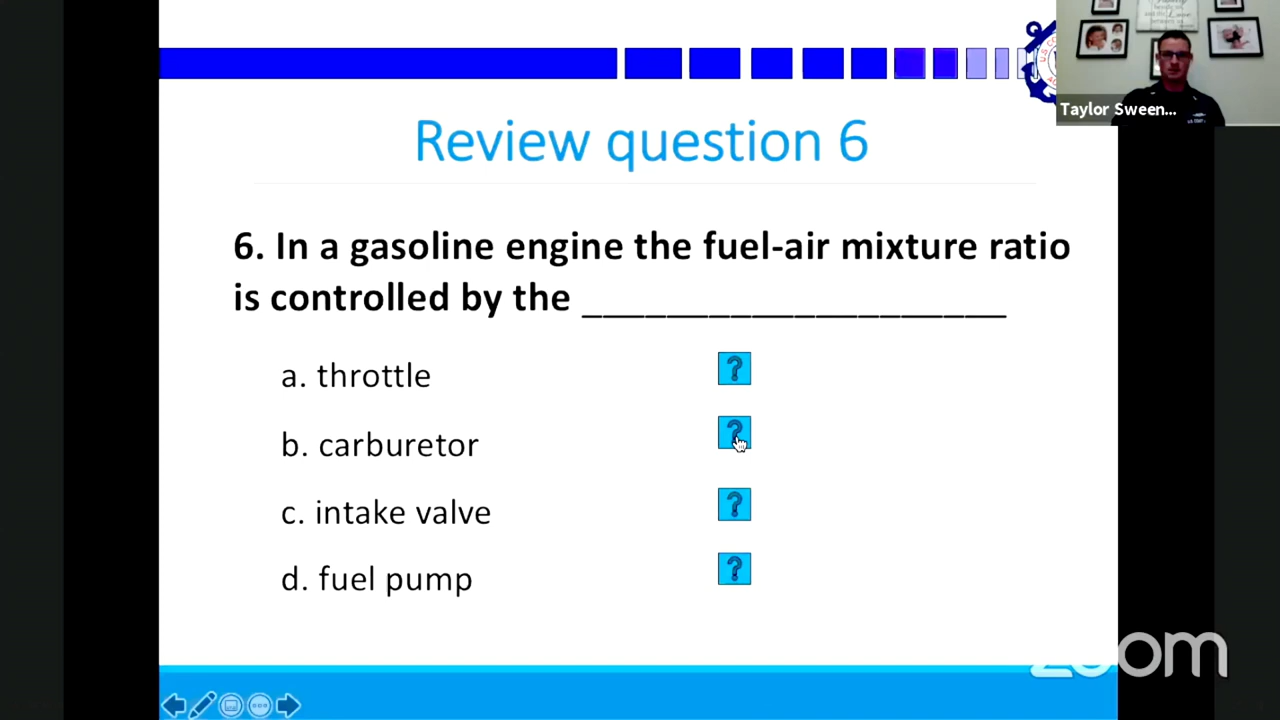 Review question 6
Taylor Sween...
6. In a gasoline engine the fuel-air mixture ratio
is controlled by the ____________________
a. throttle
?
b. carburetor
?
c. intake valve
?
d. fuel pump
?
zoom